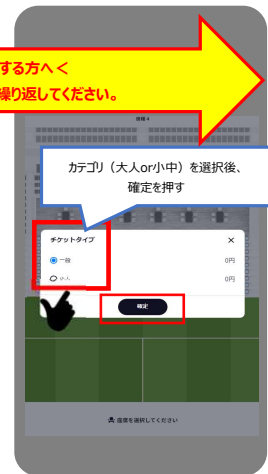 する方へ＜
繰り返してください。
カテゴリ（大人or小中）を選択後、
確定を押す
チケットタイプ
×
一般
0円
0円
確定
座席を選択してください